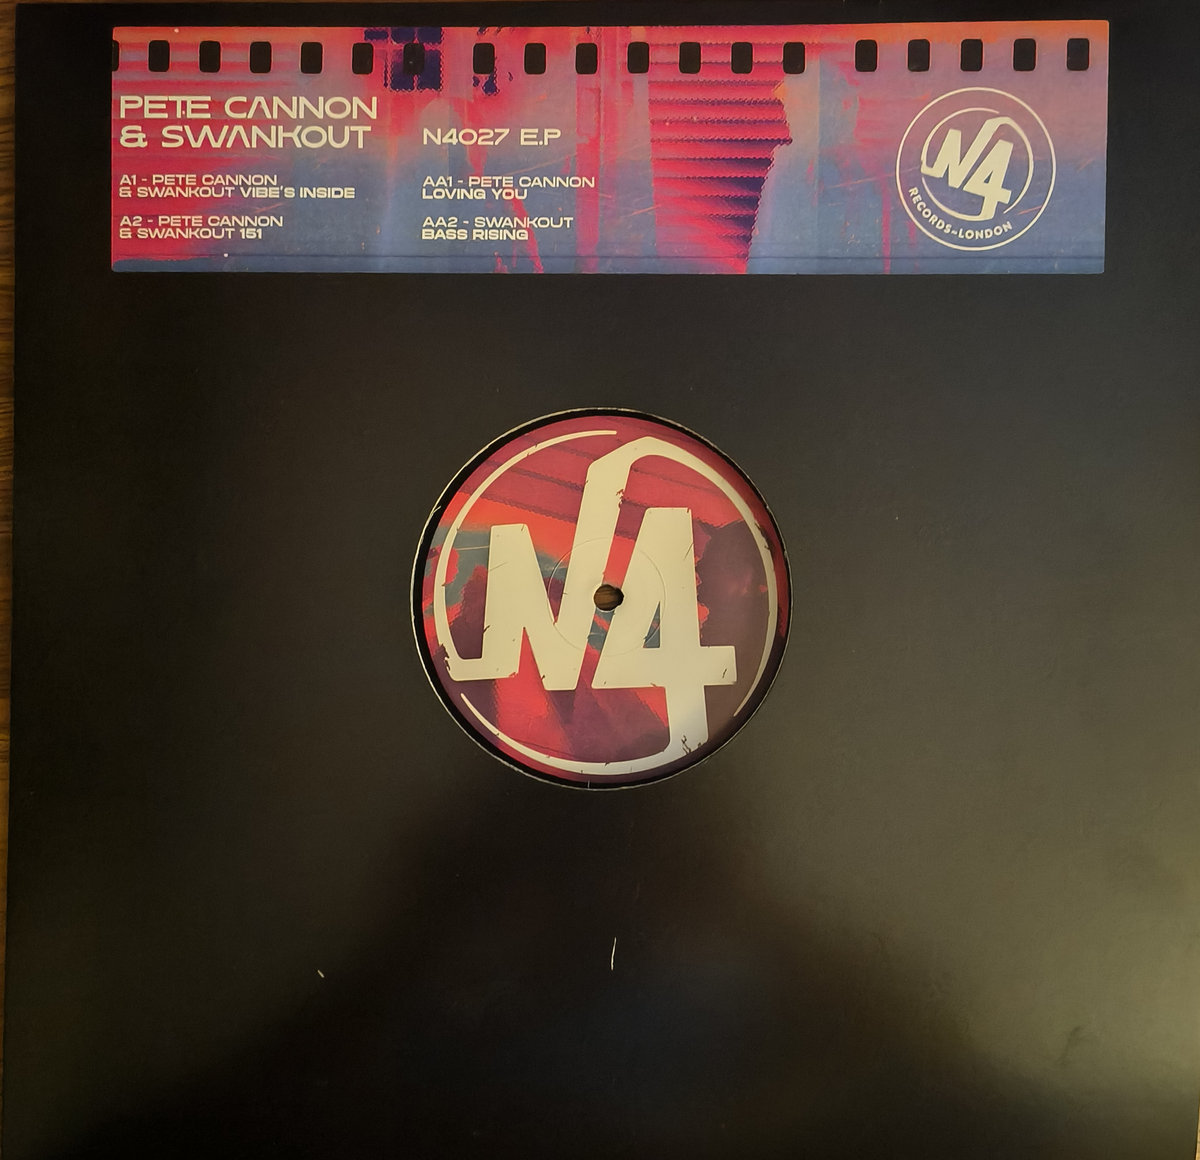 PETE CANNON
& SWANKOUT
N4027 E.P
A1 - PETE CANNON
& SWANKOUT VIBE'S INSIDE
A2 - PETE CANNON
& SWANKOUT 151
AA1 - PETE CANNON
LOVING YOU
AA2 - SWANKOUT
BASS RISING
N4
RECORDS-LONDON
N4